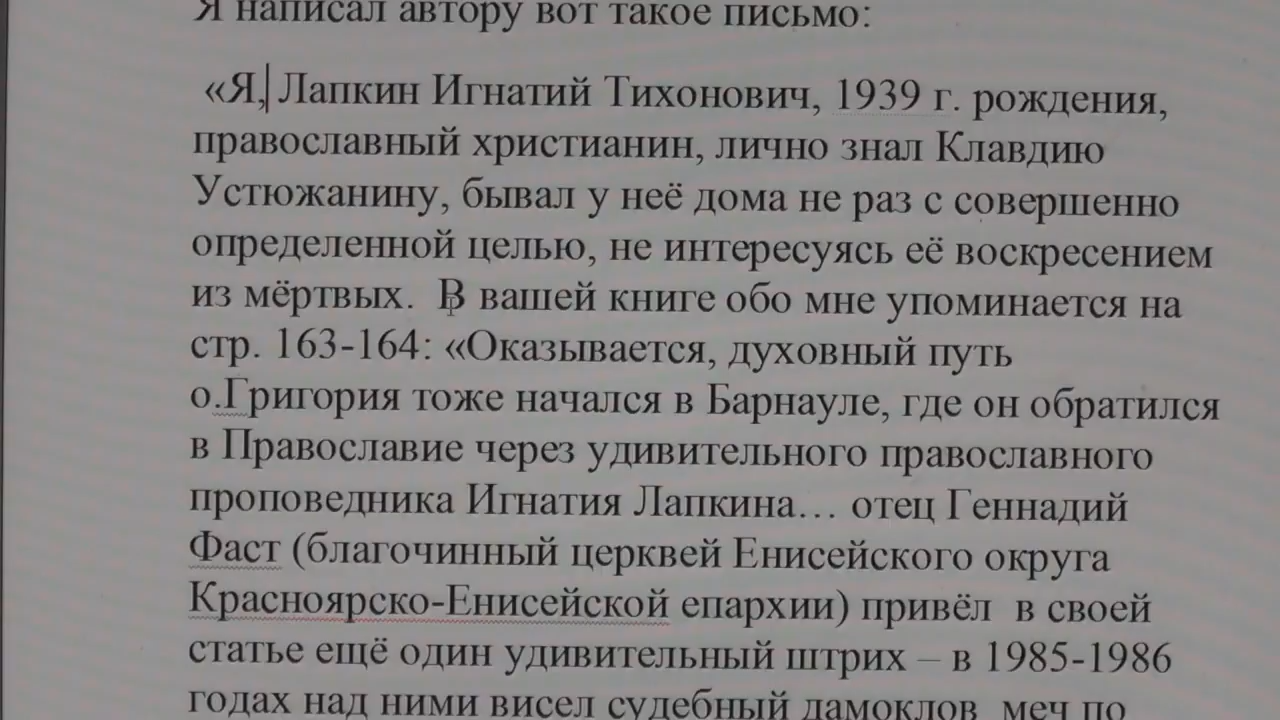 Я написал автору вот такое письмо:
«Я, Лапкин Игнатий Тихонович, 1939 г. рождения,
православный христианин, лично знал Клавдию
Устюжанину, бывал у неё дома не раз с совершенно
определенной целью, не интересуясь её воскресением
из мёртвых. В вашей книге обо мне упоминается на
стр. 163-164: «Оказывается, духовный путь
о.Григория тоже начался в Барнауле, где он обратился
в Православие через удивительного православного
проповедника Игнатия Лапкина… отец Геннадий
Фаст (благочинный церквей Енисейского округа
Красноярско-Енисейской епархии) привёл в своей
статье ещё один удивительный штрих – в 1985-1986
годах над ними висел судебный дамоклов меч по